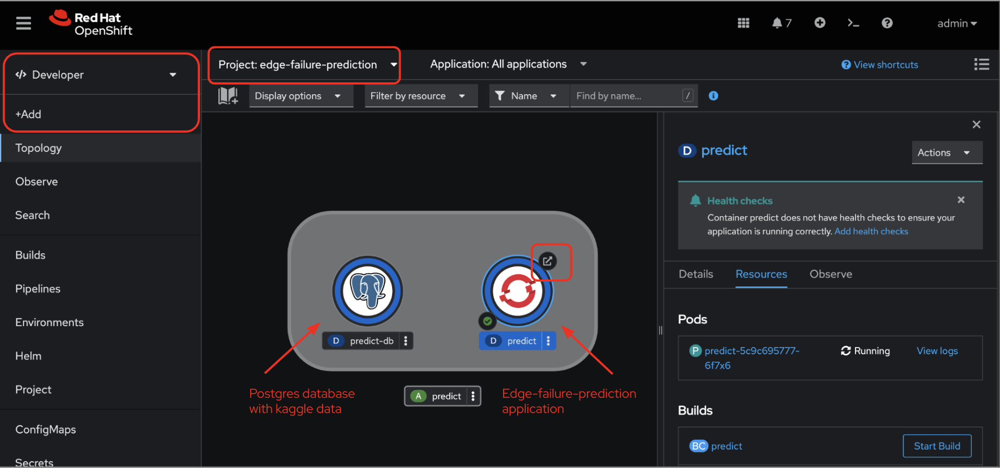 Red Hat
OpenShift
7
admin
</> Developer
+Add
Topology
Observe
Search
Builds
Pipelines
Environments
Helm
Project
ConfigMaps
Secrets
Project: edge-failure-prediction
Application: All applications
View shortcuts
Display options
Filter by resource
Name
Find by name...
/
D predict-db
D predict
Postgres database
with kaggle data
A predict
Edge-failure-prediction
application
D predict
Actions
Health checks
Container predict does not have health checks to ensure your
application is running correctly. Add health checks
Details Resources Observe
Pods
P predict-5c9c695777-
6f7x6
Running
View logs
Builds
BC predict
Start Build